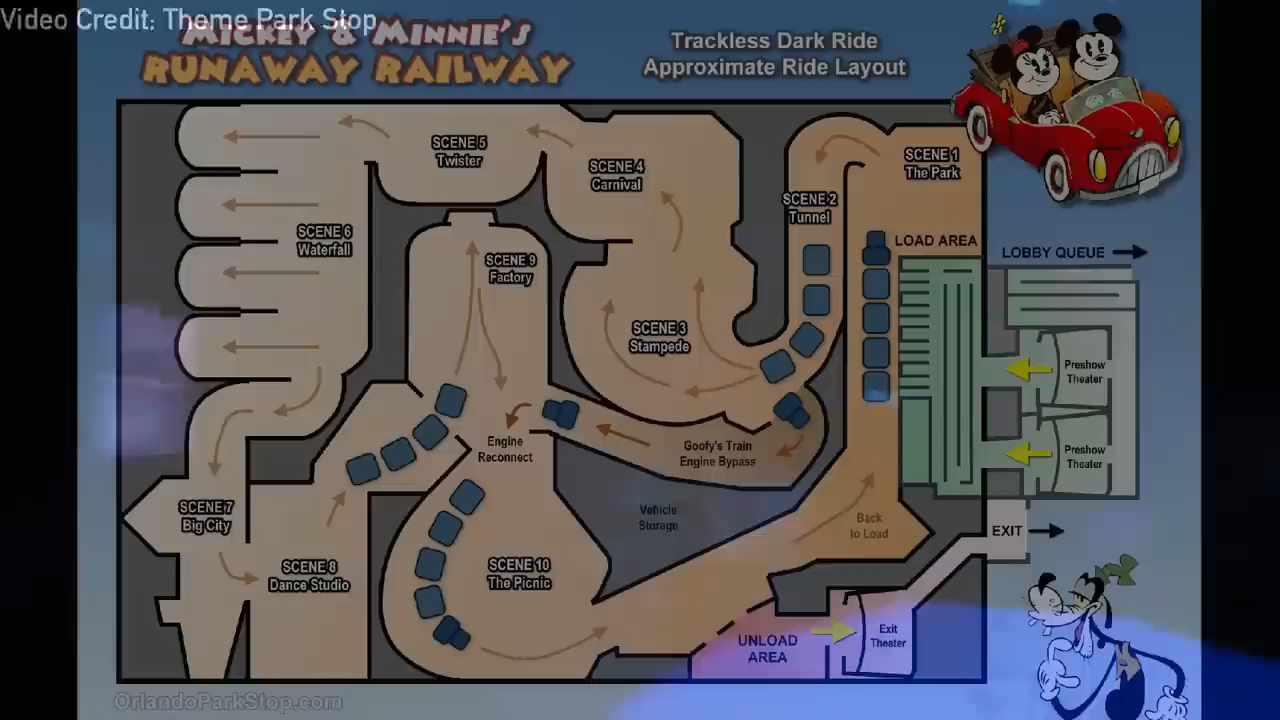 Video Credit: Theme Park Stop
MICKEY & MINNIE'S
RUNAWAY RAILWAY
Trackless Dark Ride
Approximate Ride Layout
SCENE 5
Twister
SCENE 4
Carnival
SCENE 1
The Park
SCENE 2
Tunnel
SCENE 6
Waterfall
LOAD AREA
LOBBY QUEUE
SCENE 9
Factory
SCENE 3
Stampede
Preshow
Theater
Engine
Reconnect
Goofy's Train
Engine Bypass
Preshow
Theater
SCENE 7
Big City
Vehicle
Storage
Back
to Load
EXIT
SCENE 8
Dance Studio
SCENE 10
The Picnic
UNLOAD
AREA
Exit
Theater
OrlandoParkStop.com